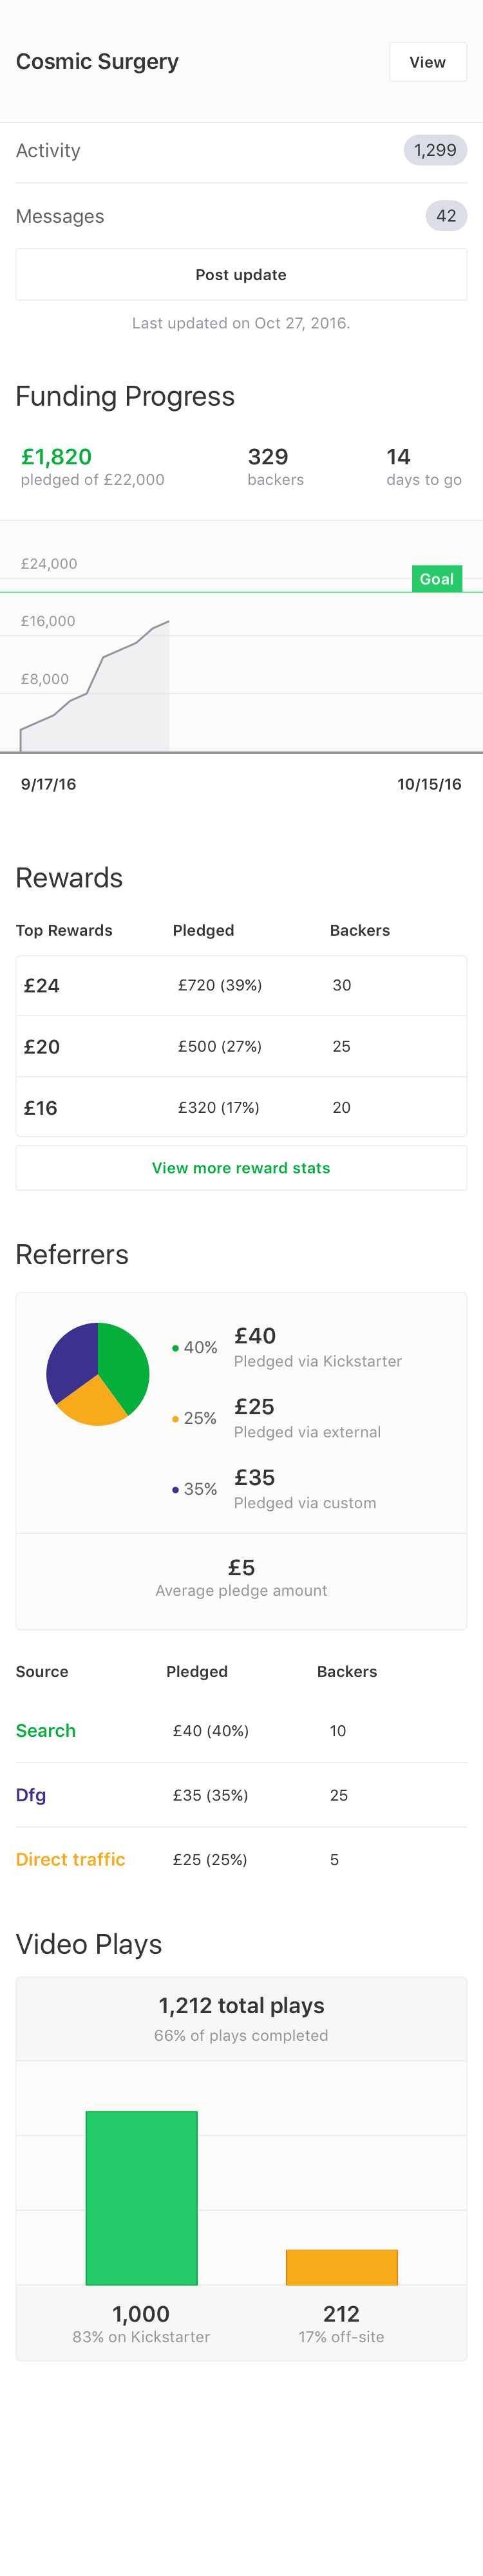 Cosmic Surgery
View
Activity
1,299
Messages
42
Post update
Last updated on Oct 27, 2016.
Funding Progress
£1,820
329
14
pledged of £22,000
backers
days to go
£24,000
Goal
£16,000
£8,000
9/17/16
10/15/16
Rewards
Top Rewards
Pledged
Backers
£24
£720 (39%)
30
£20
£500 (27%)
25
£16
£320 (17%)
20
View more reward stats
Referrers
40%
£40
Pledged via Kickstarter
25%
£25
Pledged via external
35%
£35
Pledged via custom
£5
Average pledge amount
Source
Pledged
Backers
Search
£40 (40%)
10
Dfg
£35 (35%)
25
Direct traffic
£25 (25%)
5
Video Plays
1,212 total plays
66% of plays completed
1,000
212
83% on Kickstarter
17% off-site